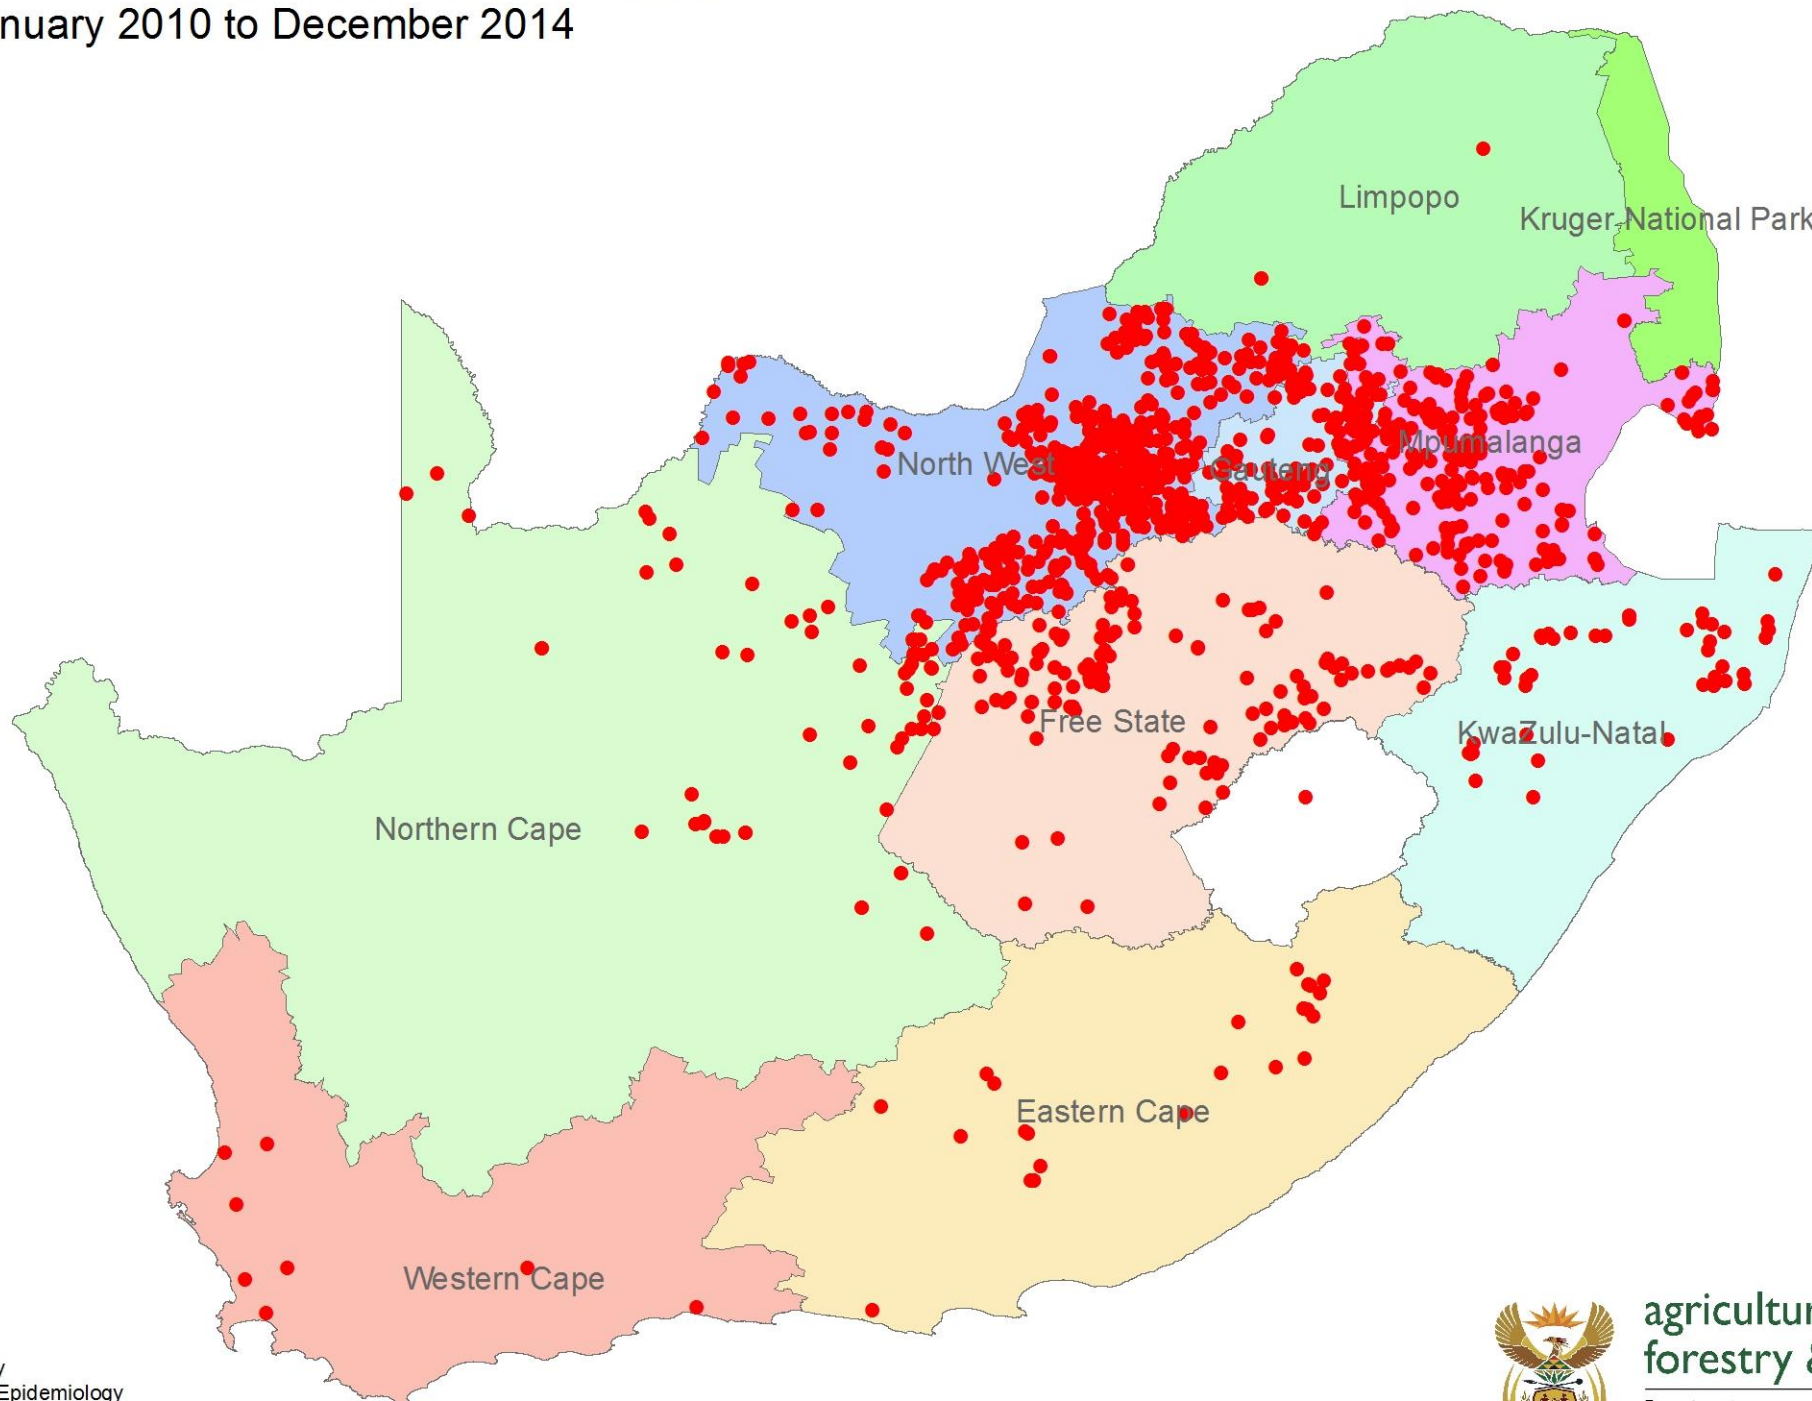 nuary 2010 to December 2014
Limpopo
Kruger National Park
North West
Gauteng
Mpumalanga
Free State
KwaZulu-Natal
Northern Cape
Eastern Cape
Western Cape
agricultur
forestry &
Epidemiology